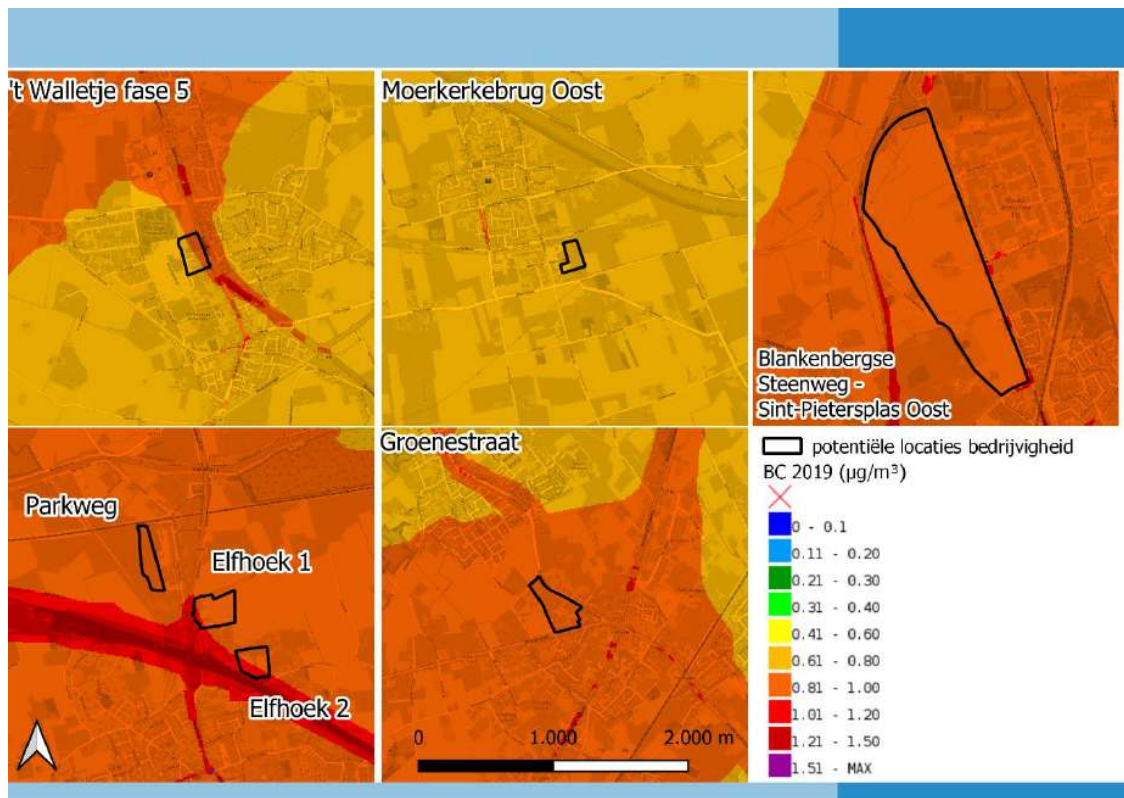 't Walletje fase 5
Moerkerkebrug Oost
Blankenbergse
Steenweg -
Sint-Pietersplas Oost
Parkweg
Elfhoek 1
Elfhoek 2
Groenestraat
0 1.000 2.000 m
potentiële locaties bedrijvigheid
BC 2019 (µg/m³)
0 - 0.1
0.11 - 0.20
0.21 - 0.30
0.31 - 0.40
0.41 - 0.60
0.61 - 0.80
0.81 - 1.00
1.01 - 1.20
1.21 - 1.50
1.51 - MAX